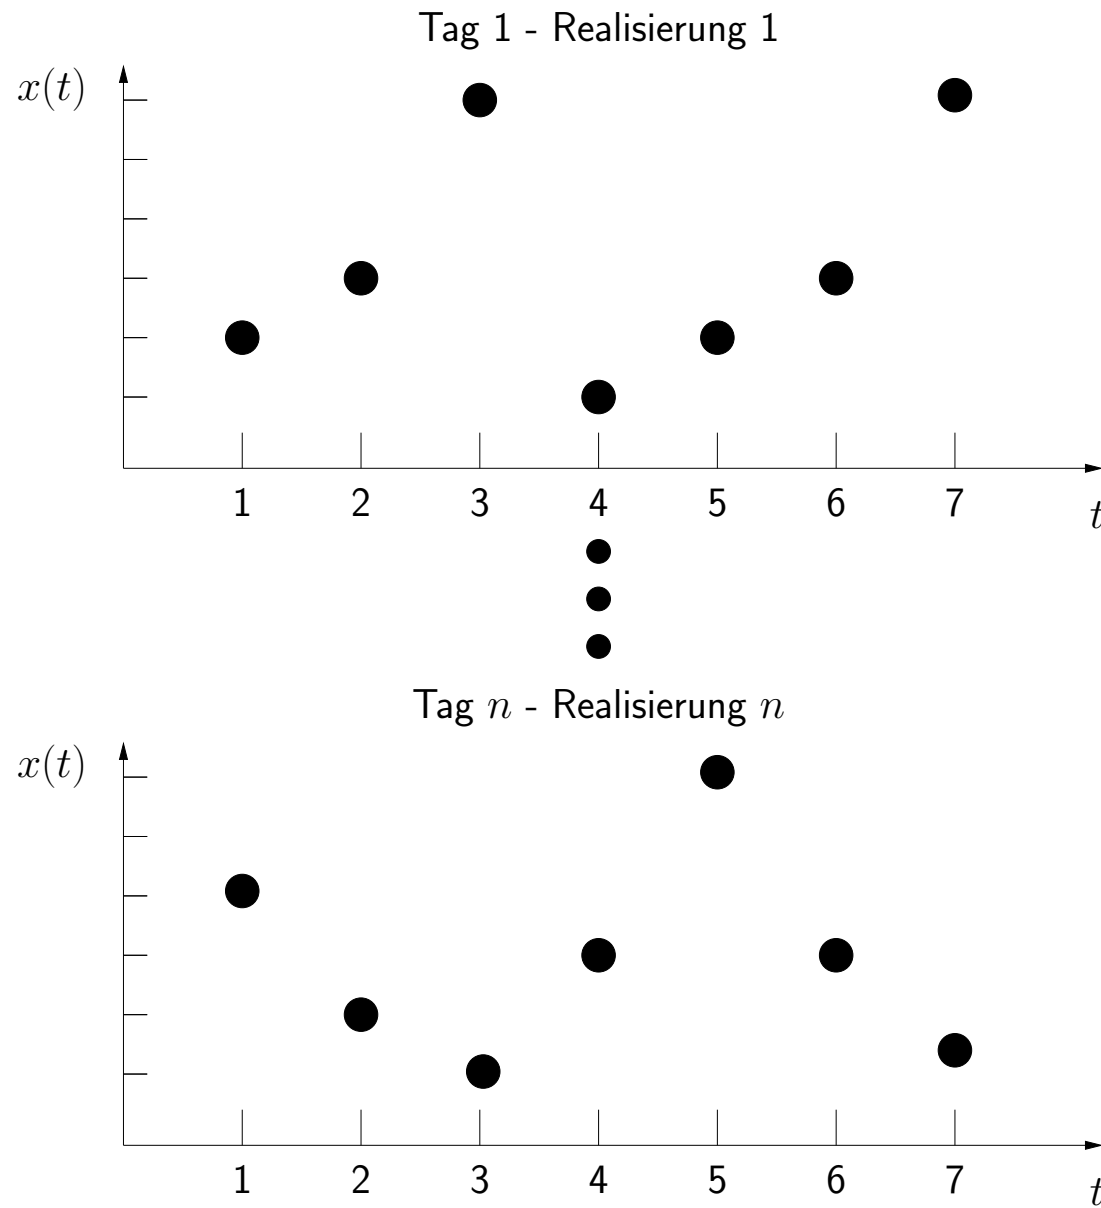 Tag 1 - Realisierung 1
x(t)
1 2 3 4 5 6 7
t
Tag n - Realisierung n
x(t)
1 2 3 4 5 6 7
t